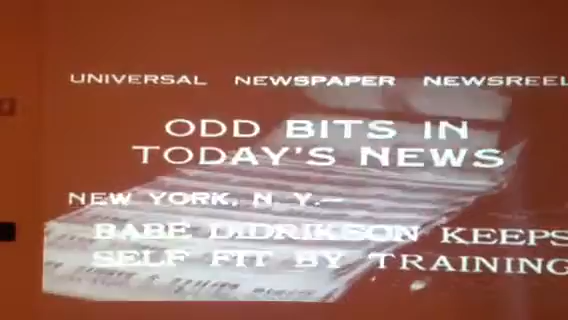 UNIVERSAL NEWSPAPER NEWSREEL
ODD BITS IN
TODAY'S NEWS
NEW YORK, N. Y.—
BABE DIDRIKSON KEEPS
SELF FIT BY TRAINING